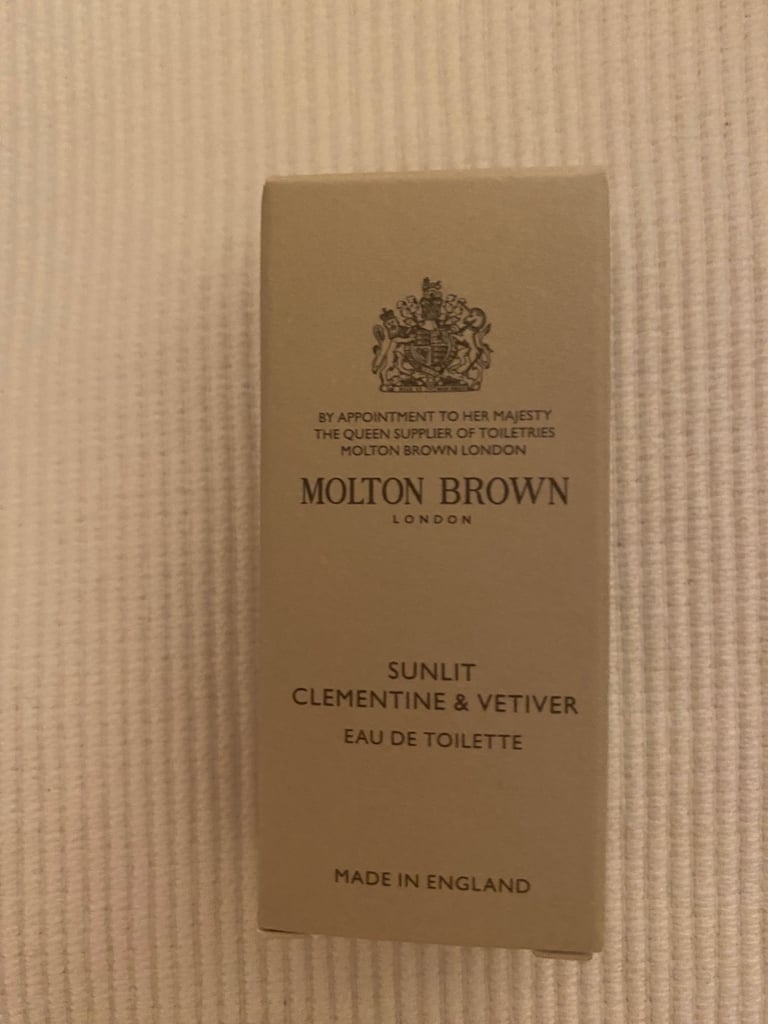 BY APPOINTMENT TO HER MAJESTY
THE QUEEN SUPPLIER OF TOILETRIES
MOLTON BROWN LONDON
MOLTON BROWN
LONDON
SUNLIT
CLEMENTINE & VETIVER
EAU DE TOILETTE
MADE IN ENGLAND